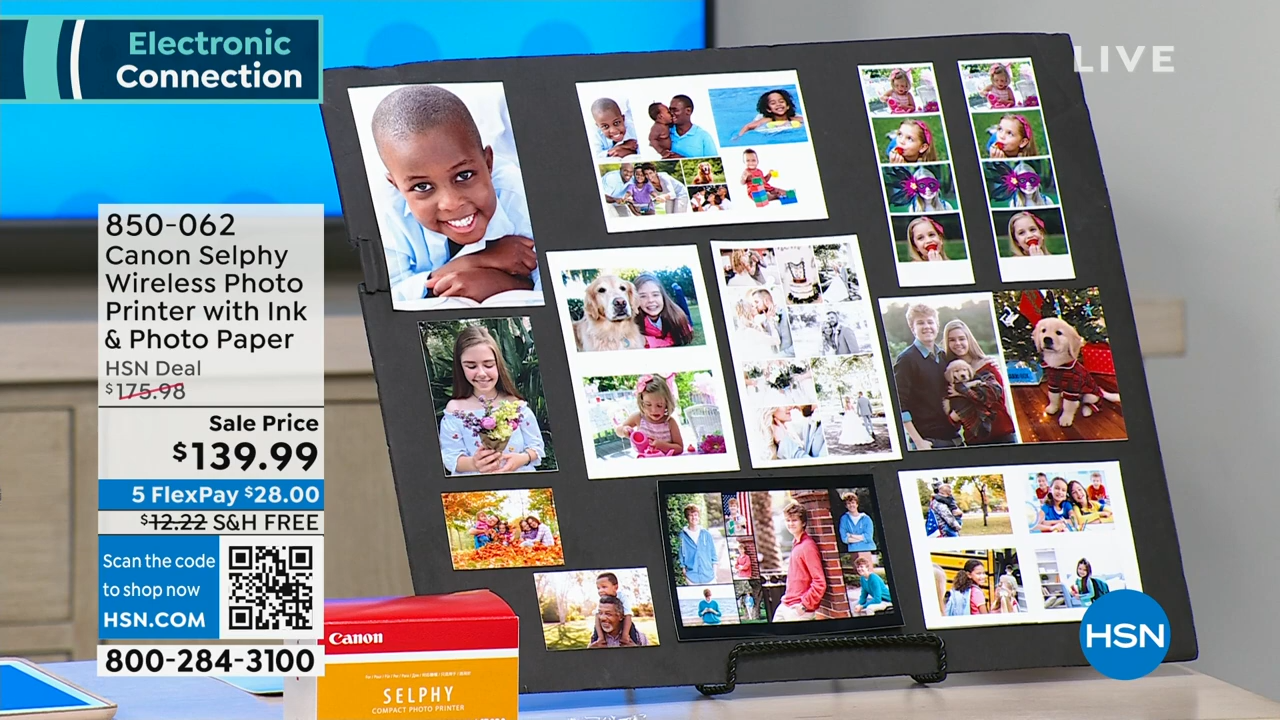 Electronic
Connection
LIVE
850-062
Canon Selphy
Wireless Photo
Printer with Ink
& Photo Paper
HSN Deal
$175.98
Sale Price
$139.99
5 FlexPay $28.00
$12.22 S&H FREE
Scan the code
to shop now
HSN.COM
800-284-3100
Canon
SELPHY
COMPACT PHOTO PRINTER
HSN